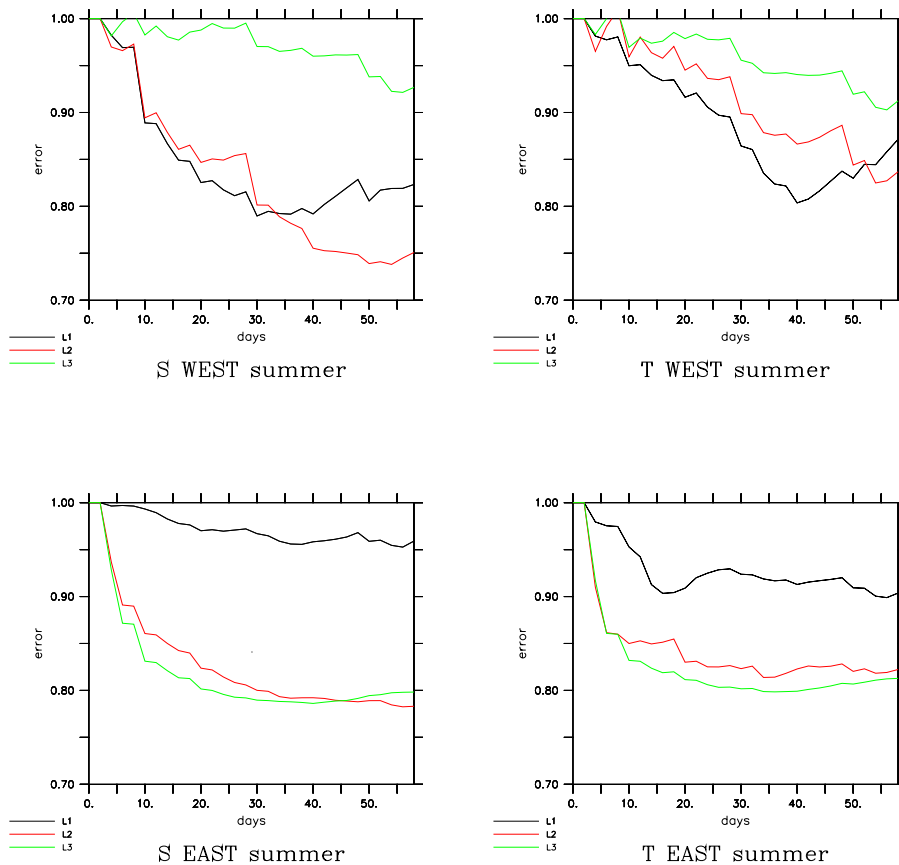 1.00
0.90
0.80
0.70
error
0. 10. 20. 30. 40. 50.
days
L1
L2
L3
S WEST summer
1.00
0.90
0.80
0.70
error
0. 10. 20. 30. 40. 50.
days
L1
L2
L3
T WEST summer
1.00
0.90
0.80
0.70
error
0. 10. 20. 30. 40. 50.
days
L1
L2
L3
S EAST summer
1.00
0.90
0.80
0.70
error
0. 10. 20. 30. 40. 50.
days
L1
L2
L3
T EAST summer